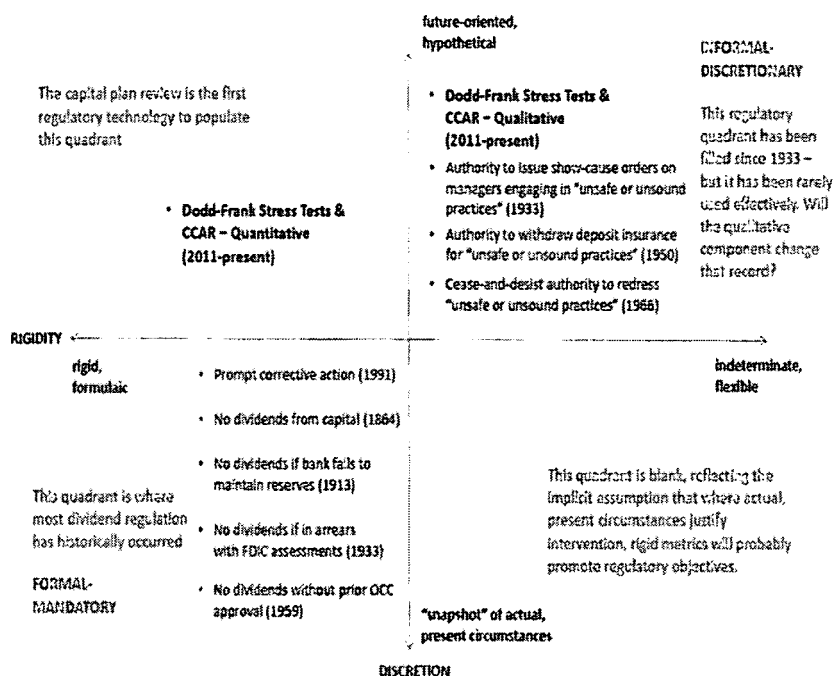 future-oriented,
hypothetical
INFORMAL-
DISCRETIONARY
The capital plan review is the first
regulatory technology to populate
this quadrant
• Dodd-Frank Stress Tests &
CCAR – Quantitative
(2011-present)
• Dodd-Frank Stress Tests &
CCAR – Qualitative
(2011-present)
• Authority to issue show-cause orders on
managers engaging in "unsafe or unsound
practices" (1933)
• Authority to withdraw deposit insurance
for "unsafe or unsound practices" (1950)
• Cease-and-desist authority to redress
"unsafe or unsound practices" (1966)
This regulatory
quadrant has been
filled since 1933 –
but it has been rarely
used effectively. Will
the qualitative
component change
that record?
RIGIDITY
rigid,
formulaic
indeterminate,
flexible
• Prompt corrective action (1991)
• No dividends from capital (1864)
• No dividends if bank fails to
maintain reserves (1913)
• No dividends if in arrears
with FDIC assessments (1933)
• No dividends without prior OCC
approval (1959)
This quadrant is where
most dividend regulation
has historically occurred
FORMAL-
MANDATORY
This quadrant is blank, reflecting the
implicit assumption that where actual,
present circumstances justify
intervention, rigid metrics will probably
promote regulatory objectives.
"snapshot" of actual,
present circumstances
DISCRETION